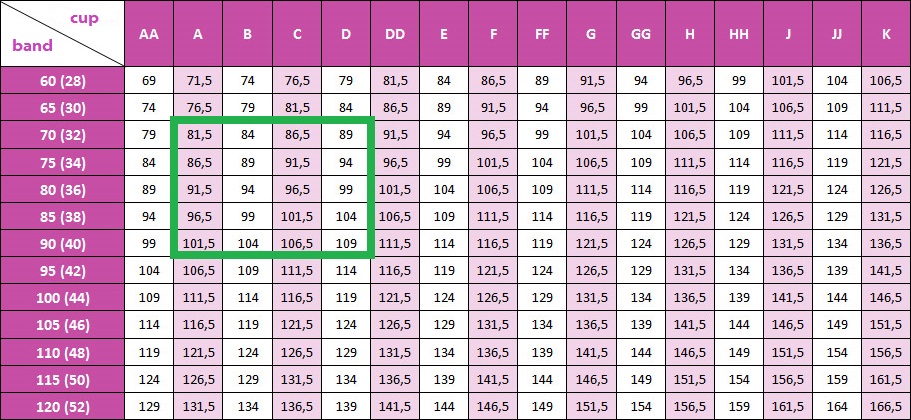 cup
band
AA A B C D DD E F FF G GG H HH J JJ K
60 (28) 69 71,5 74 76,5 79 81,5 84 86,5 89 91,5 94 96,5 99 101,5 104 106,5
65 (30) 74 76,5 79 81,5 84 86,5 89 91,5 94 96,5 99 101,5 104 106,5 109 111,5
70 (32) 79 81,5 84 86,5 89 91,5 94 96,5 99 101,5 104 106,5 109 111,5 114 116,5
75 (34) 84 86,5 89 91,5 94 96,5 99 101,5 104 106,5 109 111,5 114 116,5 119 121,5
80 (36) 89 91,5 94 96,5 99 101,5 104 106,5 109 111,5 114 116,5 119 121,5 124 126,5
85 (38) 94 96,5 99 101,5 104 106,5 109 111,5 114 116,5 119 121,5 124 126,5 129 131,5
90 (40) 99 101,5 104 106,5 109 111,5 114 116,5 119 121,5 124 126,5 129 131,5 134 136,5
95 (42) 104 106,5 109 111,5 114 116,5 119 121,5 124 126,5 129 131,5 134 136,5 139 141,5
100 (44) 109 111,5 114 116,5 119 121,5 124 126,5 129 131,5 134 136,5 139 141,5 144 146,5
105 (46) 114 116,5 119 121,5 124 126,5 129 131,5 134 136,5 139 141,5 144 146,5 149 151,5
110 (48) 119 121,5 124 126,5 129 131,5 134 136,5 139 141,5 144 146,5 149 151,5 154 156,5
115 (50) 124 126,5 129 131,5 134 136,5 139 141,5 144 146,5 149 151,5 154 156,5 159 161,5
120 (52) 129 131,5 134 136,5 139 141,5 144 146,5 149 151,5 154 156,5 159 161,5 164 166,5